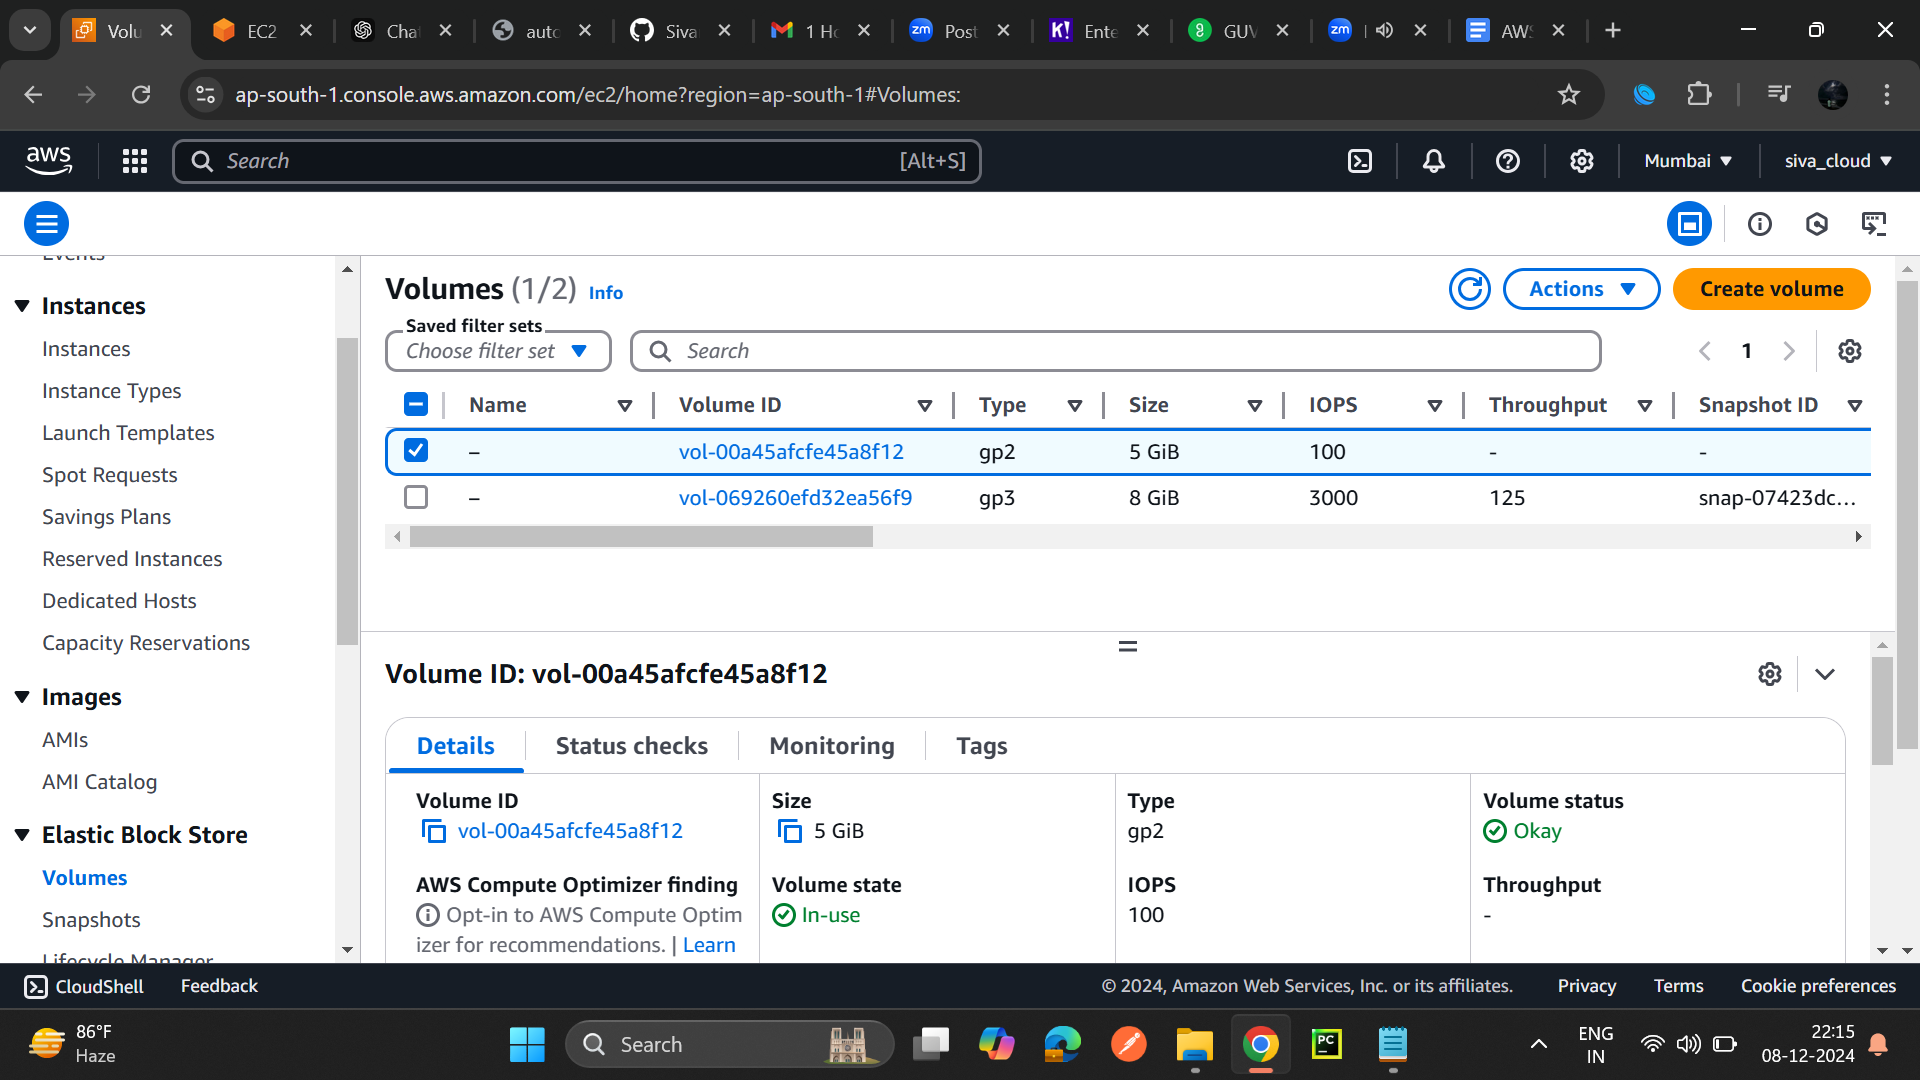 Volu
EC2
Chat
auto
Siva
1 Ho
zm
Post
K!
Ente
GUV
zm
AWS
ap-south-1.console.aws.amazon.com/ec2/home?region=ap-south-1#Volumes:
aws
Search
[Alt+S]
Mumbai
siva_cloud
Events
Instances
Instances
Instance Types
Launch Templates
Spot Requests
Savings Plans
Reserved Instances
Dedicated Hosts
Capacity Reservations
Images
AMIs
AMI Catalog
Elastic Block Store
Volumes
Snapshots
Lifecycle Manager
Volumes (1/2) Info
Actions
Create volume
Saved filter sets
Choose filter set
Search
1
Name Volume ID Type Size IOPS Throughput Snapshot ID
– vol-00a45afcfe45a8f12 gp2 5 GiB 100 - -
– vol-069260efd32ea56f9 gp3 8 GiB 3000 125 snap-07423dc...
Volume ID: vol-00a45afcfe45a8f12
Details Status checks Monitoring Tags
Volume ID
vol-00a45afcfe45a8f12
Size
5 GiB
Type
gp2
Volume status
Okay
AWS Compute Optimizer finding
Opt-in to AWS Compute Optim
izer for recommendations. | Learn
Volume state
In-use
IOPS
100
Throughput
-
CloudShell Feedback
© 2024, Amazon Web Services, Inc. or its affiliates. Privacy Terms Cookie preferences
86°F
Haze
Search
PC
ENG
IN
22:15
08-12-2024